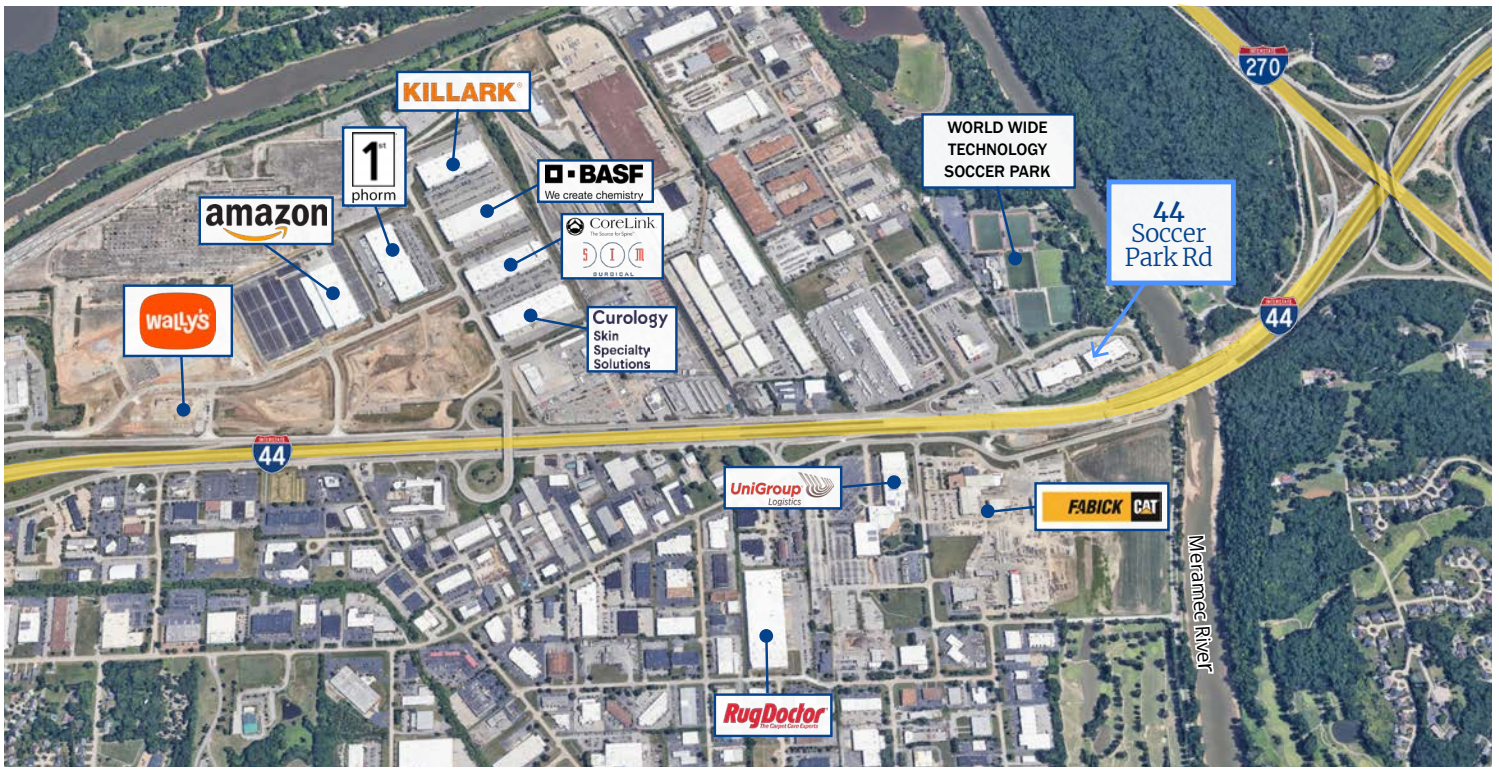 INTERSTATE
270
KILLARK®
WORLD WIDE
TECHNOLOGY
SOCCER PARK
1st
phorm
BASF
We create chemistry
amazon
CoreLink
The Source for Spine
SIM
SURGICAL
44
Soccer
Park Rd
wally's
Curology
Skin
Specialty
Solutions
INTERSTATE
44
INTERSTATE
44
UniGroup
Logistics
FABICK CAT
Meramec River
RugDoctor
The Carpet Care Experts